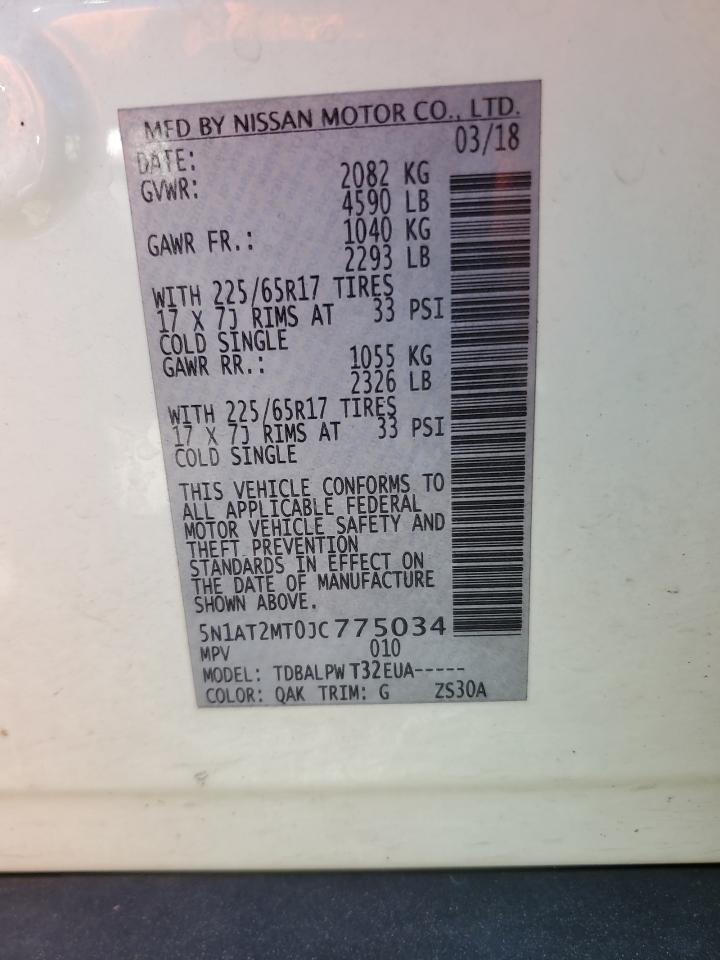 MFD BY NISSAN MOTOR CO., LTD.
DATE: 03/18
GVWR: 2082 KG
4590 LB
GAWR FR.: 1040 KG
2293 LB
WITH 225/65R17 TIRES
17 X 7J RIMS AT 33 PSI
COLD SINGLE
GAWR RR.: 1055 KG
2326 LB
WITH 225/65R17 TIRES
17 X 7J RIMS AT 33 PSI
COLD SINGLE
THIS VEHICLE CONFORMS TO
ALL APPLICABLE FEDERAL
MOTOR VEHICLE SAFETY AND
THEFT PREVENTION
STANDARDS IN EFFECT ON
THE DATE OF MANUFACTURE
SHOWN ABOVE.
5N1AT2MT0JC775034
MPV 010
MODEL: TDBALPW T32EUA-----
COLOR: QAK TRIM: G ZS30A